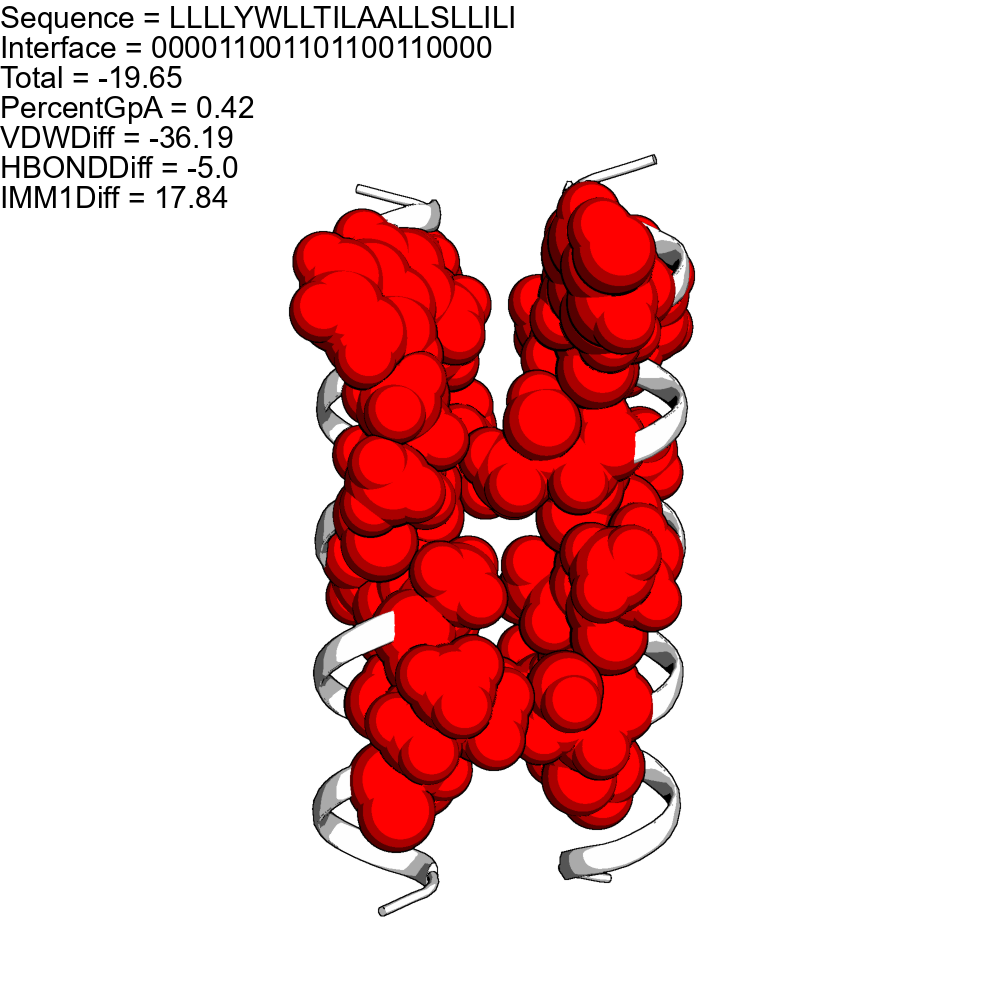 Sequence = LLLLYWLLTILAALLSLLILI
Interface = 000011001101100110000
Total = -19.65
PercentGpA = 0.42
VDWDiff = -36.19
HBONDDiff = -5.0
IMM1Diff = 17.84